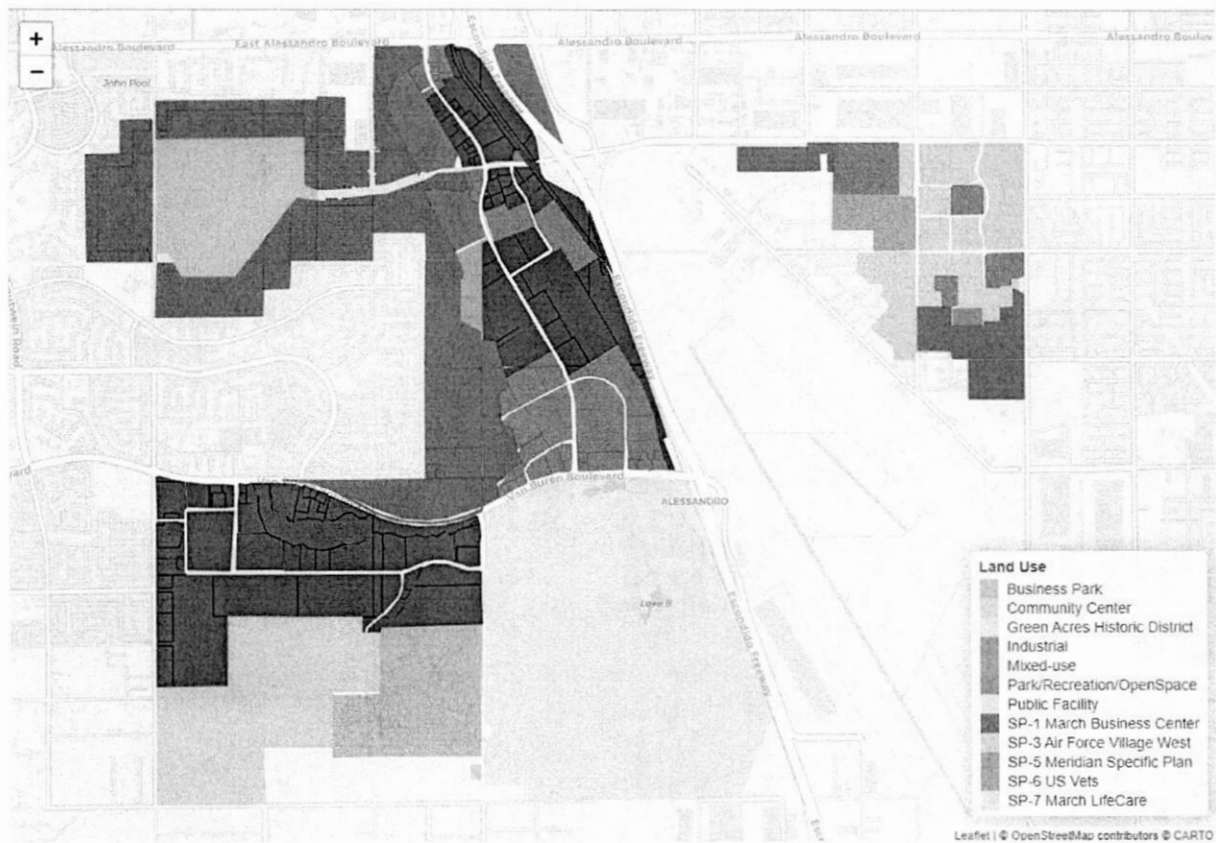 +
−
Alessandro Boulevard
East Alessandro Boulevard
Alessandro Boulevard
Alessandro Boulevard
Alessandro Boulev
John Pool
Escondido Freeway
Road
Van Buren Boulevard
ALESSANDRO
Escondido Freeway
Land Use
Business Park
Community Center
Green Acres Historic District
Industrial
Mixed-use
Park/Recreation/OpenSpace
Public Facility
SP-1 March Business Center
SP-3 Air Force Village West
SP-5 Meridian Specific Plan
SP-6 US Vets
SP-7 March LifeCare
Leaflet | © OpenStreetMap contributors © CARTO